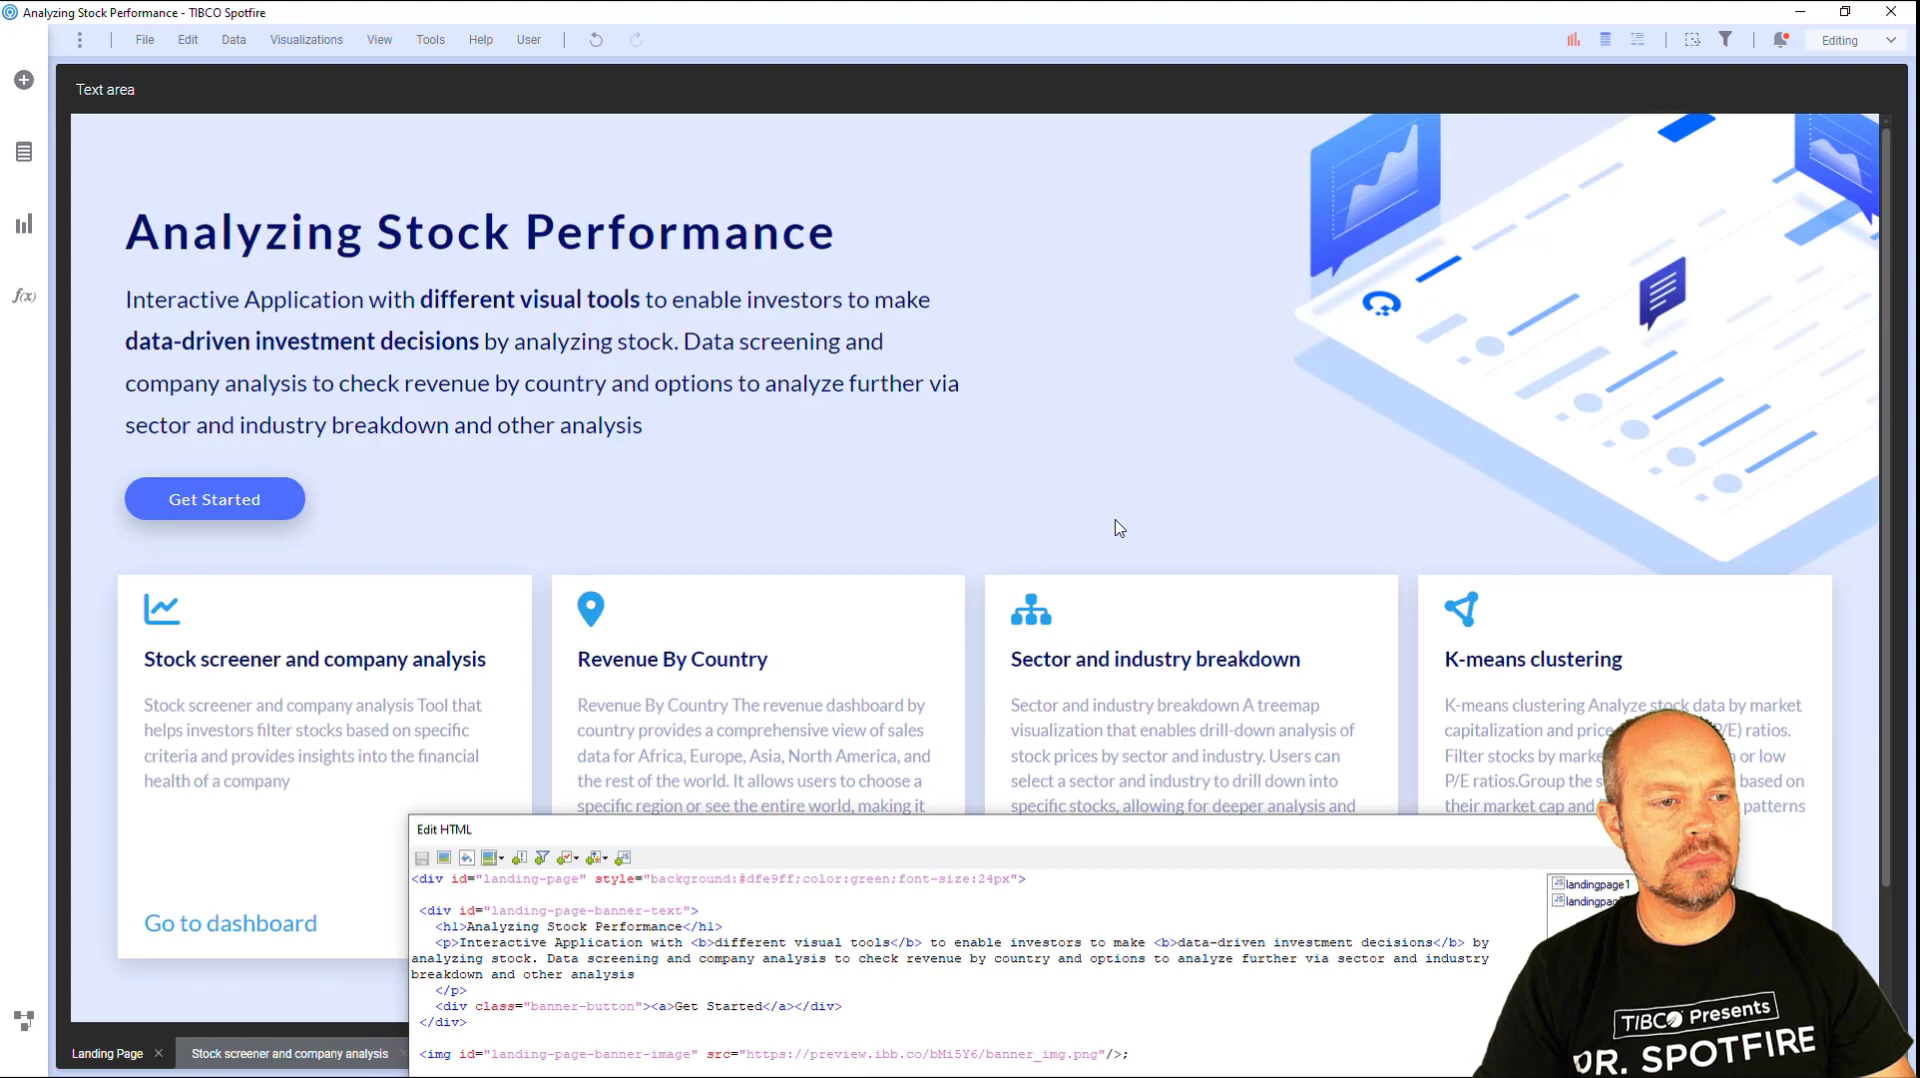 Analyzing Stock Performance - TIBCO Spotfire
File Edit Data Visualizations View Tools Help User
Editing
f(x)
Text area
Analyzing Stock Performance
Interactive Application with different visual tools to enable investors to make
data-driven investment decisions by analyzing stock. Data screening and
company analysis to check revenue by country and options to analyze further via
sector and industry breakdown and other analysis
Get Started
Stock screener and company analysis
Stock screener and company analysis Tool that
helps investors filter stocks based on specific
criteria and provides insights into the financial
health of a company
Go to dashboard
Revenue By Country
Revenue By Country The revenue dashboard by
country provides a comprehensive view of sales
data for Africa, Europe, Asia, North America, and
the rest of the world. It allows users to choose a
specific region or see the entire world, making it
Sector and industry breakdown
Sector and industry breakdown A treemap
visualization that enables drill-down analysis of
stock prices by sector and industry. Users can
select a sector and industry to drill down into
specific stocks, allowing for deeper analysis and
K-means clustering
K-means clustering Analyze stock data by market
capitalization and price P/E) ratios.
Filter stocks by marke or low
P/E ratios.Group the s based on
their market cap and patterns
Edit HTML
<div id="landing-page" style="background:#dfe9ff;color:green;font-size:24px">
<div id="landing-page-banner-text">
<h1>Analyzing Stock Performance</h1>
<p>Interactive Application with <b>different visual tools</b> to enable investors to make <b>data-driven investment decisions</b> by
analyzing stock. Data screening and company analysis to check revenue by country and options to analyze further via sector and industry
breakdown and other analysis
</p>
<div class="banner-button"><a>Get Started</a></div>
</div>
<img id="landing-page-banner-image" src="https://preview.ibb.co/bMi5Y6/banner_img.png"/>;
landingpage1
landingpag
Landing Page
Stock screener and company analysis
TIBCO Presents
DR. SPOTFIRE